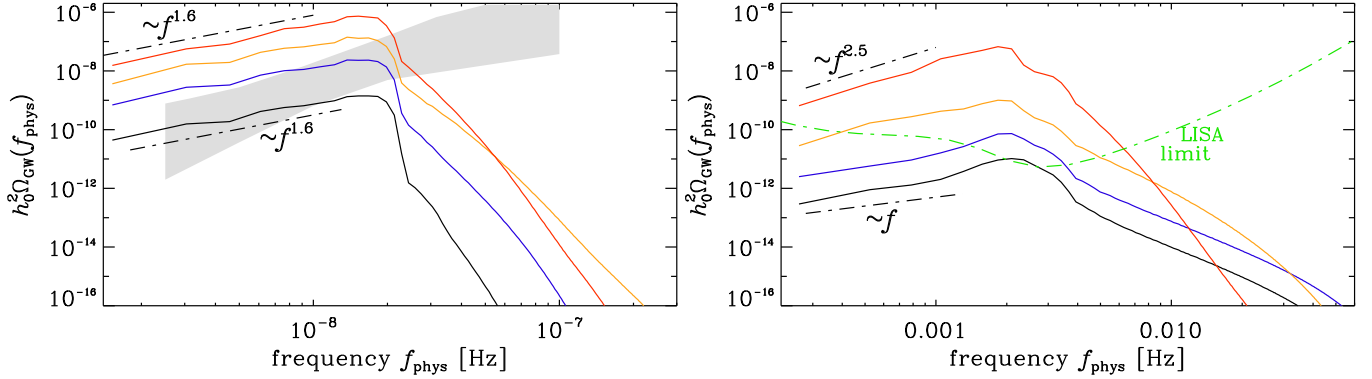 10⁻⁶
10⁻⁸
10⁻¹⁰
10⁻¹²
10⁻¹⁴
10⁻¹⁶
h₀²Ω_GW(f_phys)
~f^1.6
~f^1.6
10⁻⁸
10⁻⁷
frequency f_phys [Hz]
10⁻⁶
10⁻⁸
10⁻¹⁰
10⁻¹²
10⁻¹⁴
10⁻¹⁶
h₀²Ω_GW(f_phys)
~f^2.5
LISA
limit
~f
0.001
0.010
frequency f_phys [Hz]